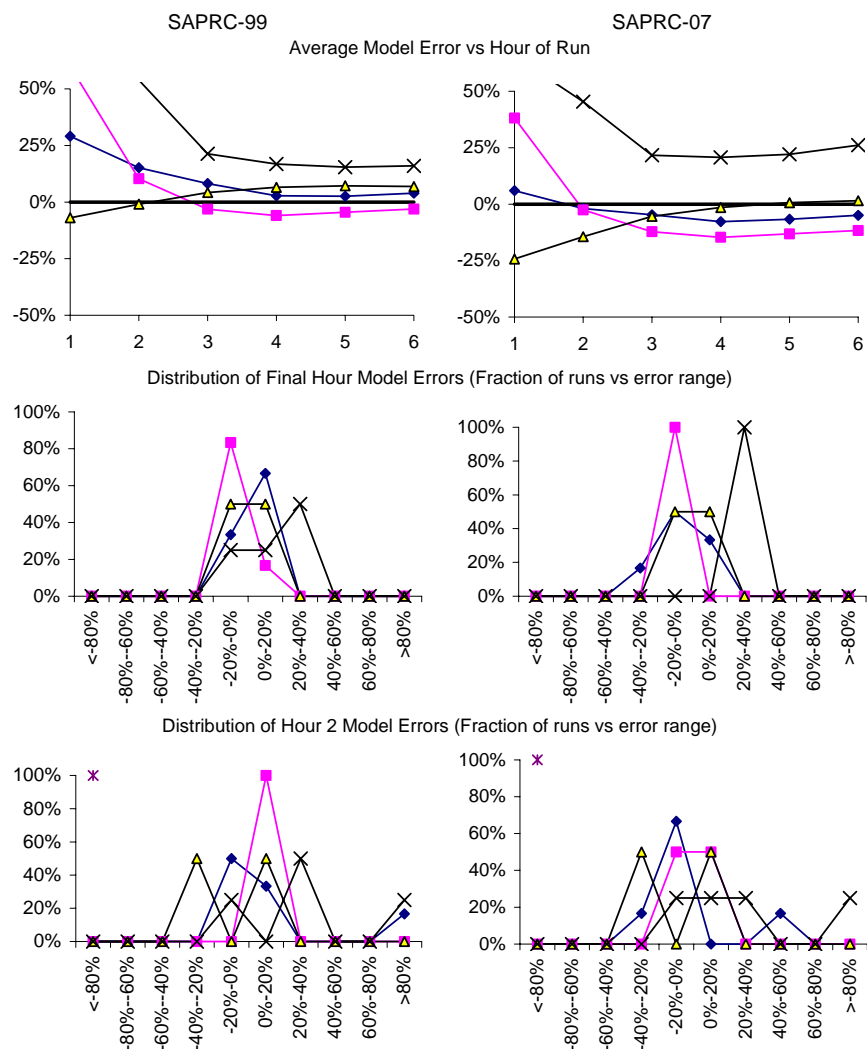 SAPRC-99 SAPRC-07
Average Model Error vs Hour of Run
50% 50%
25% 25%
0% 0%
-25% -25%
-50% -50%
1 2 3 4 5 6 1 2 3 4 5 6
Distribution of Final Hour Model Errors (Fraction of runs vs error range)
100% 100%
80% 80%
60% 60%
40% 40%
20% 20%
0% 0%
<-80% -80%--60% -60%--40% -40%--20% -20%-0% 0%-20% 20%-40% 40%-60% 60%-80% >80% <-80% -80%--60% -60%--40% -40%--20% -20%-0% 0%-20% 20%-40% 40%-60% 60%-80% >-80%
Distribution of Hour 2 Model Errors (Fraction of runs vs error range)
100% 100%
80% 80%
60% 60%
40% 40%
20% 20%
0% 0%
<-80% -80%--60% -60%--40% -40%--20% -20%-0% 0%-20% 20%-40% 40%-60% 60%-80% >80% <-80% -80%--60% -60%--40% -40%--20% -20%-0% 0%-20% 20%-40% 40%-60% 60%-80% >-80%